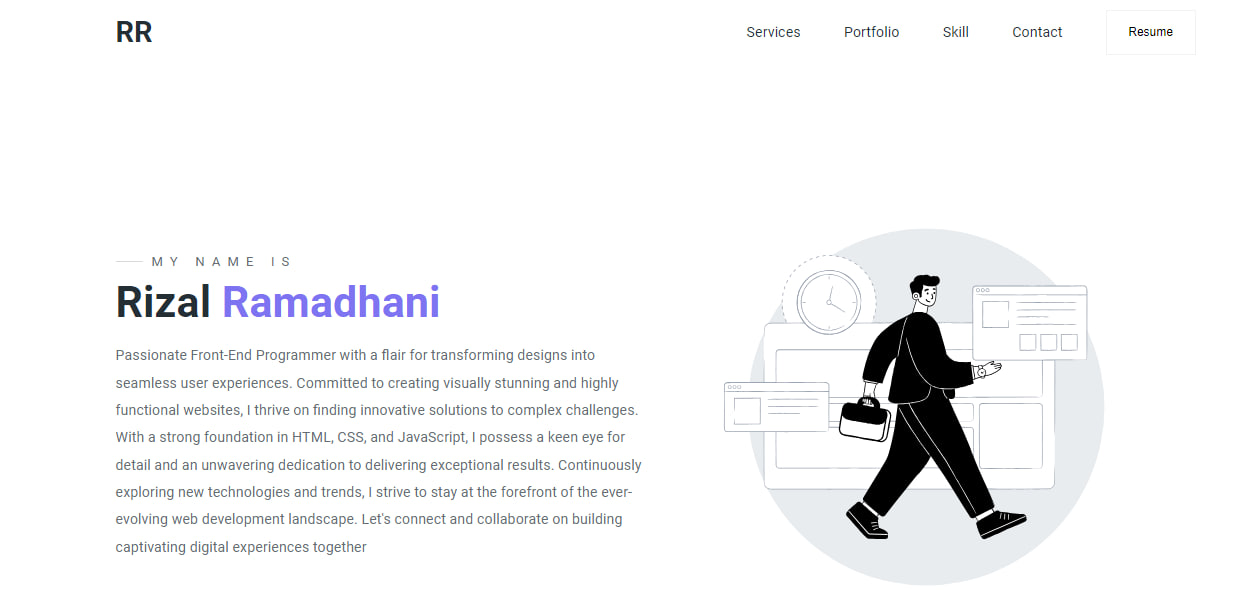 RR
Services Portfolio Skill Contact Resume
MY NAME IS
Rizal Ramadhani
Passionate Front-End Programmer with a flair for transforming designs into
seamless user experiences. Committed to creating visually stunning and highly
functional websites, I thrive on finding innovative solutions to complex challenges.
With a strong foundation in HTML, CSS, and JavaScript, I possess a keen eye for
detail and an unwavering dedication to delivering exceptional results. Continuously
exploring new technologies and trends, I strive to stay at the forefront of the ever-
evolving web development landscape. Let's connect and collaborate on building
captivating digital experiences together